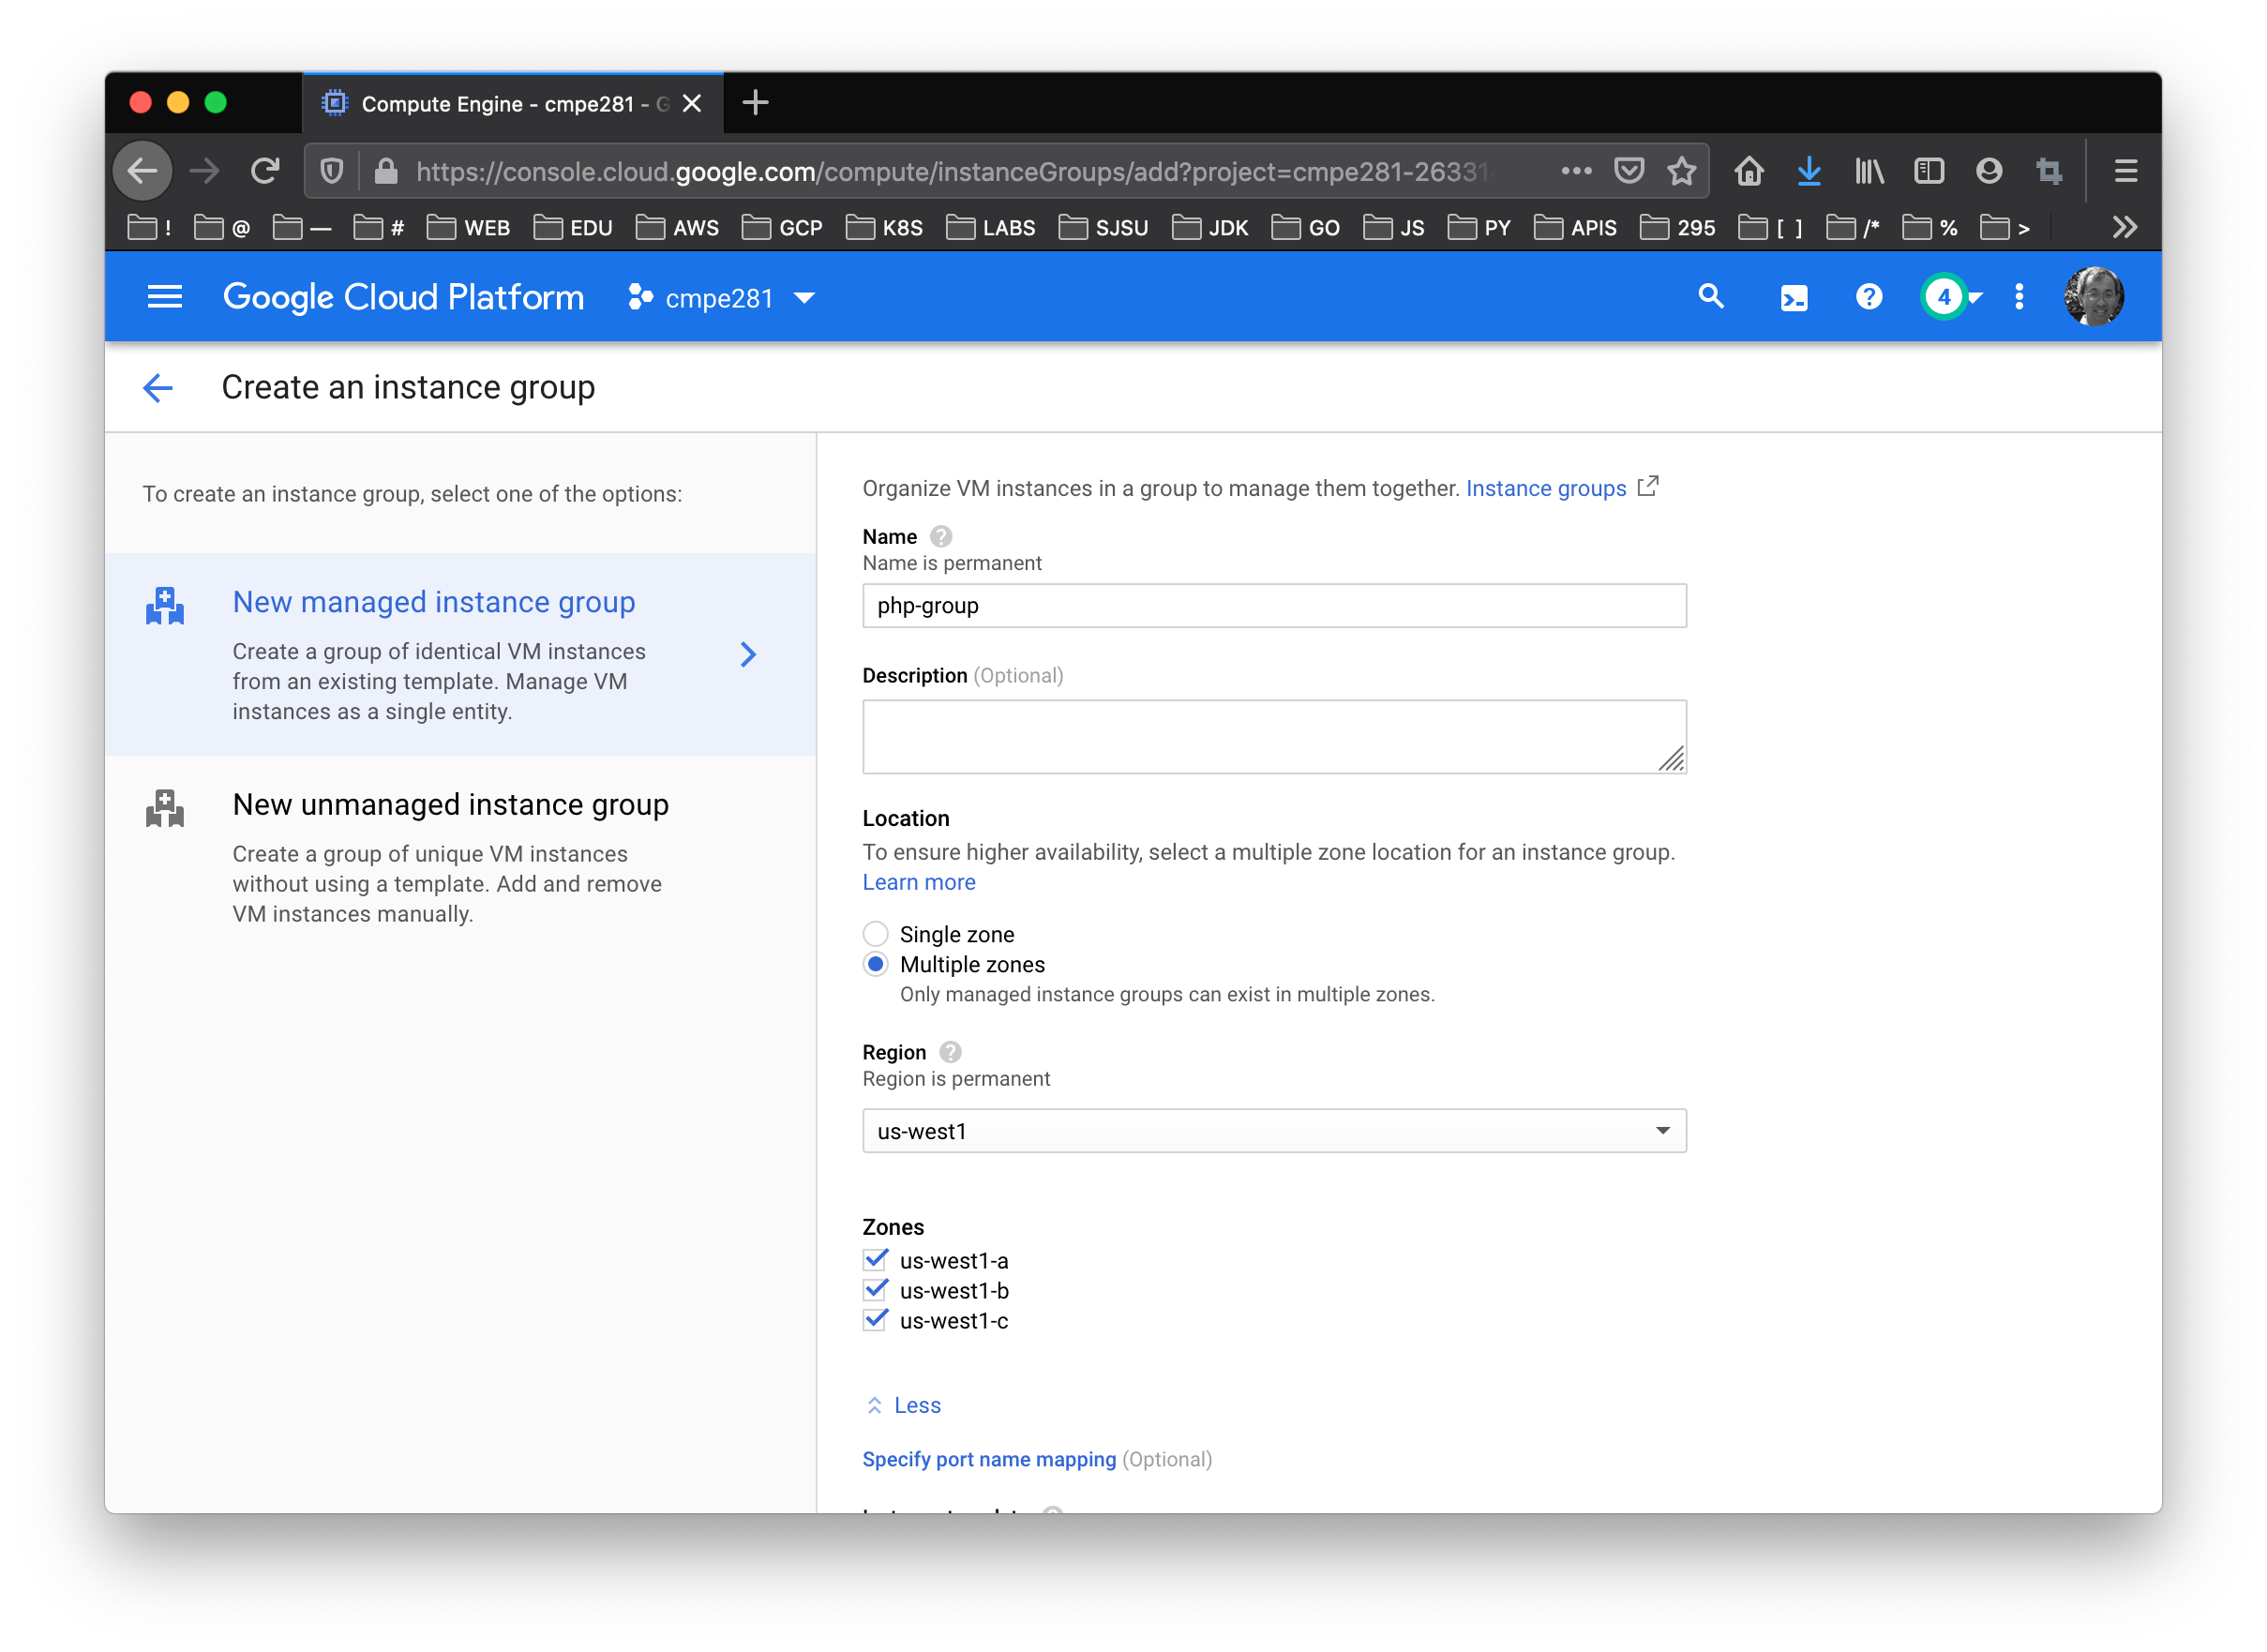 Compute Engine - cmpe281 - G
https://console.cloud.google.com/compute/instanceGroups/add?project=cmpe281-26331
! @ — # WEB EDU AWS GCP K8S LABS SJSU JDK GO JS PY APIS 295 [ ] /* % >
Google Cloud Platform cmpe281 4
Create an instance group
To create an instance group, select one of the options:
New managed instance group
Create a group of identical VM instances
from an existing template. Manage VM
instances as a single entity.
New unmanaged instance group
Create a group of unique VM instances
without using a template. Add and remove
VM instances manually.
Organize VM instances in a group to manage them together. Instance groups
Name
Name is permanent
php-group
Description (Optional)
Location
To ensure higher availability, select a multiple zone location for an instance group.
Learn more
Single zone
Multiple zones
Only managed instance groups can exist in multiple zones.
Region
Region is permanent
us-west1
Zones
us-west1-a
us-west1-b
us-west1-c
Less
Specify port name mapping (Optional)